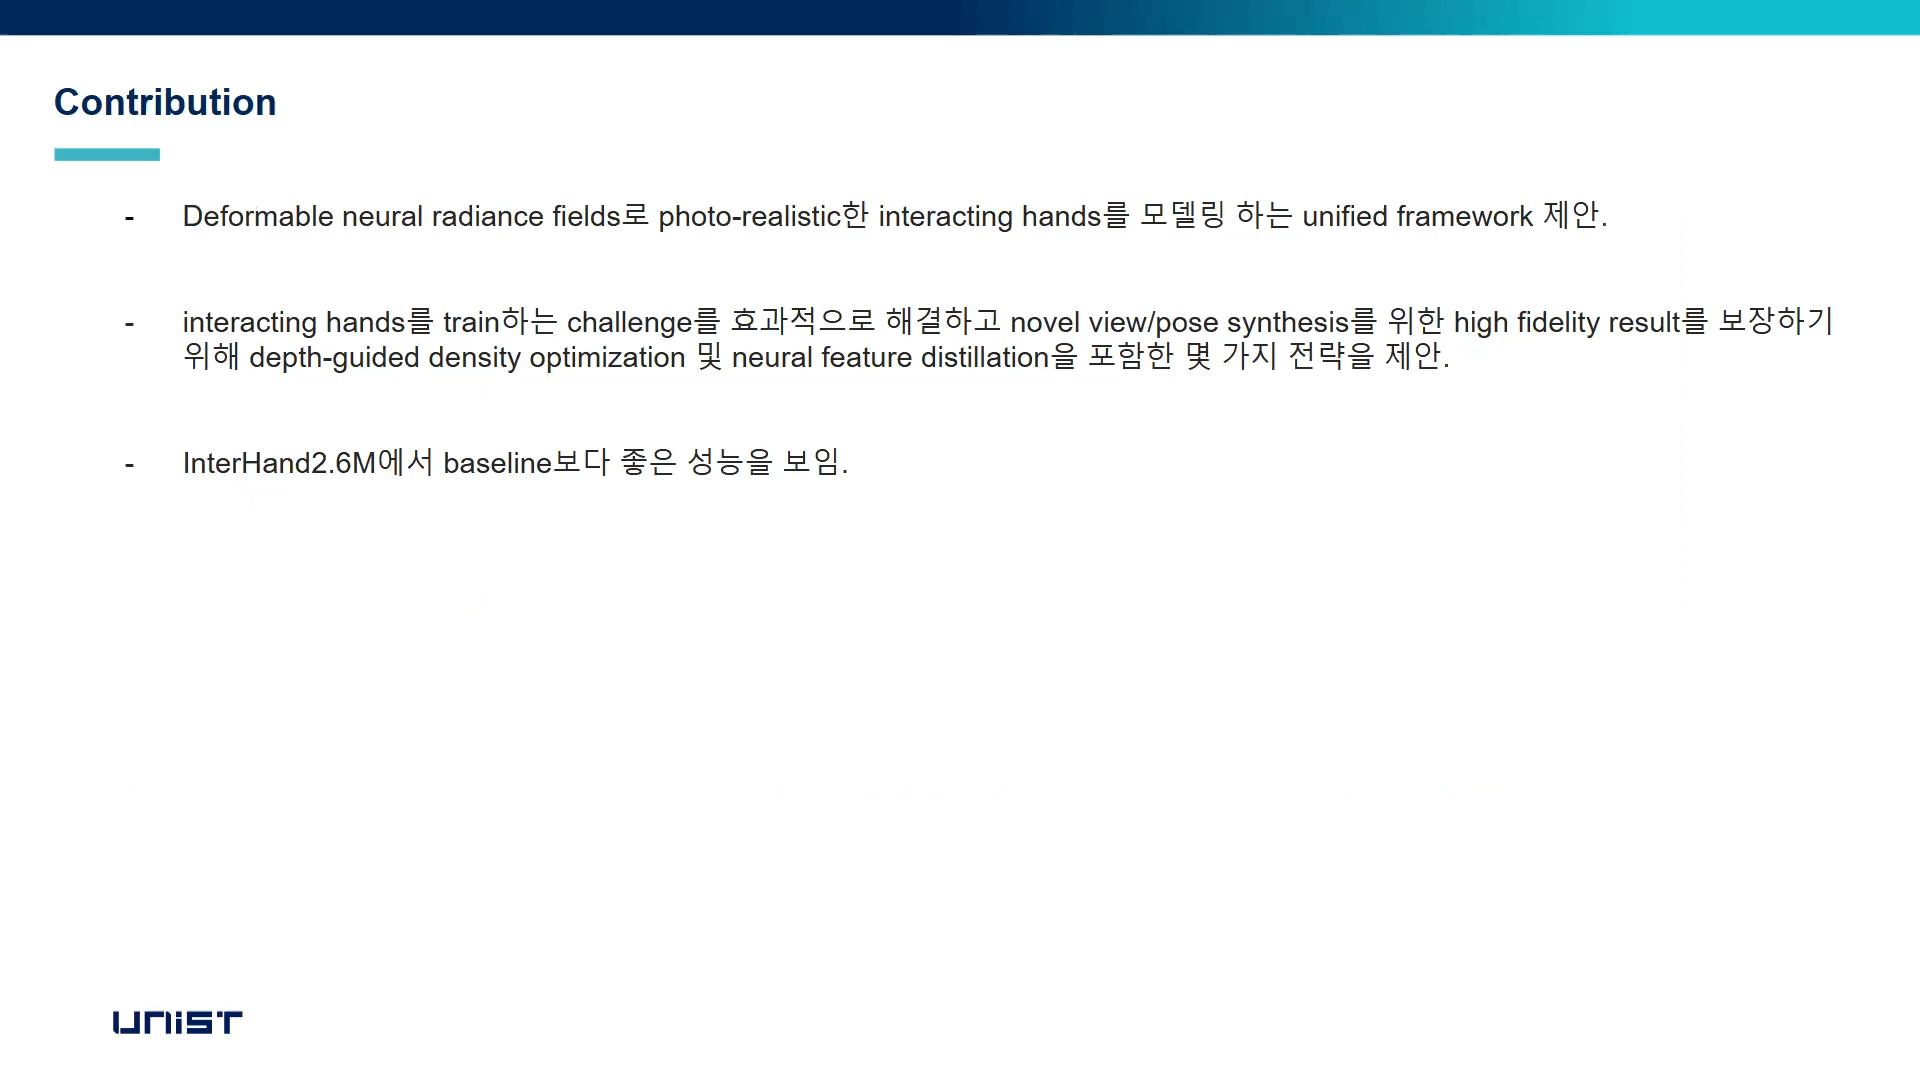 Contribution
- Deformable neural radiance fields로 photo-realistic한 interacting hands를 모델링 하는 unified framework 제안.
- interacting hands를 train하는 challenge를 효과적으로 해결하고 novel view/pose synthesis를 위한 high fidelity result를 보장하기
위해 depth-guided density optimization 및 neural feature distillation을 포함한 몇 가지 전략을 제안.
- InterHand2.6M에서 baseline보다 좋은 성능을 보임.
UNIST